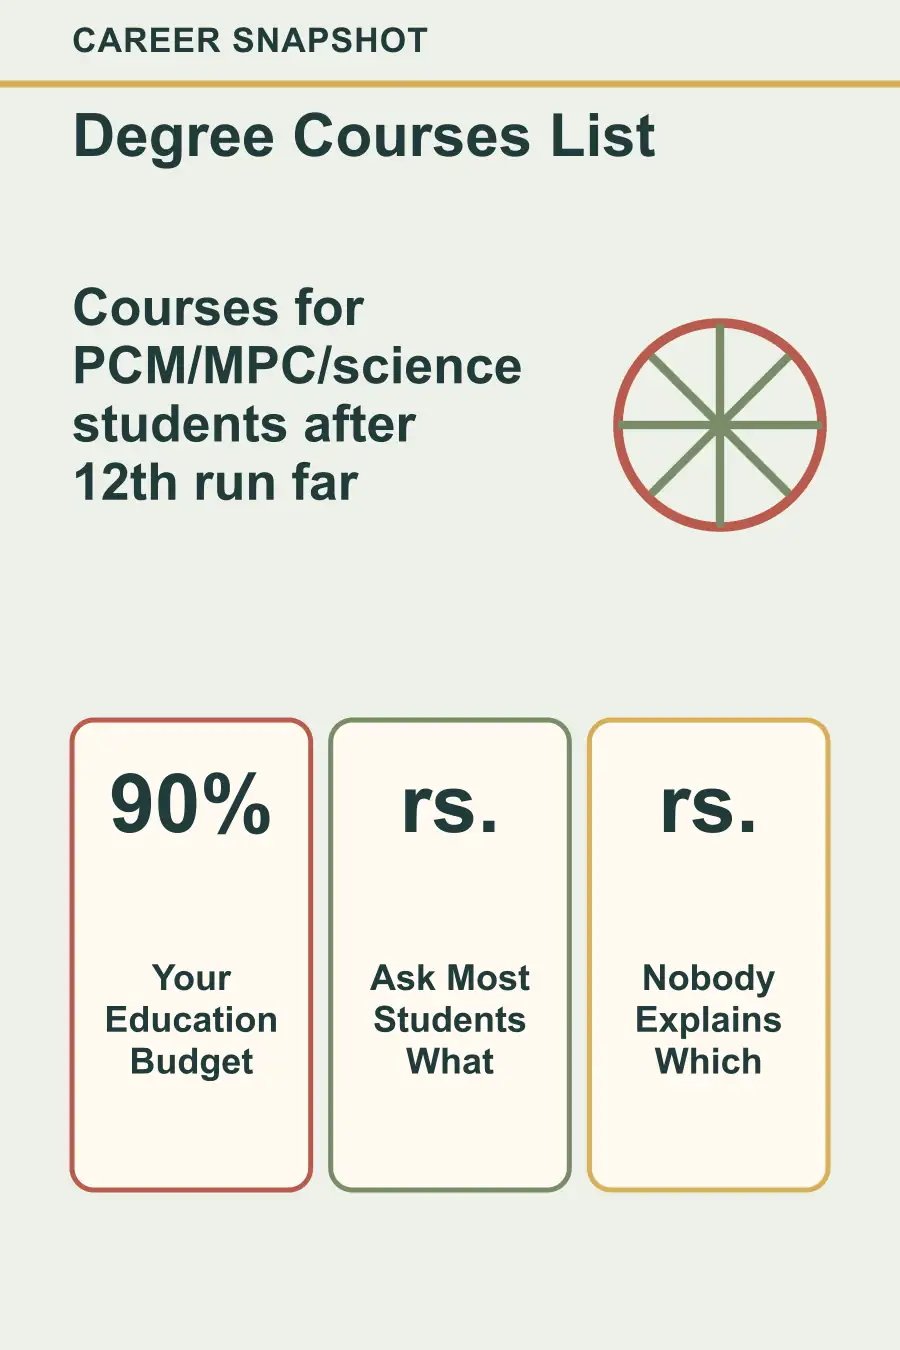 CAREER SNAPSHOT
Degree Courses List
Courses for
PCM/MPC/science
students after
12th run far
90%
Your
Education
Budget
rs.
Ask Most
Students
What
rs.
Nobody
Explains
Which